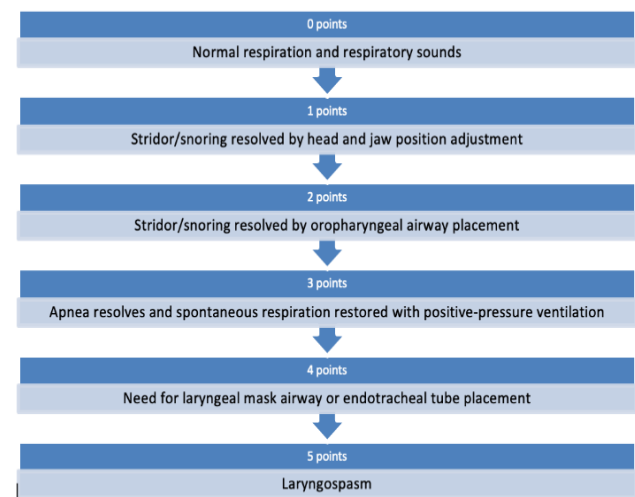 0 points
Normal respiration and respiratory sounds
1 points
Stridor/snoring resolved by head and jaw position adjustment
2 points
Stridor/snoring resolved by oropharyngeal airway placement
3 points
Apnea resolves and spontaneous respiration restored with positive-pressure ventilation
4 points
Need for laryngeal mask airway or endotracheal tube placement
5 points
Laryngospasm